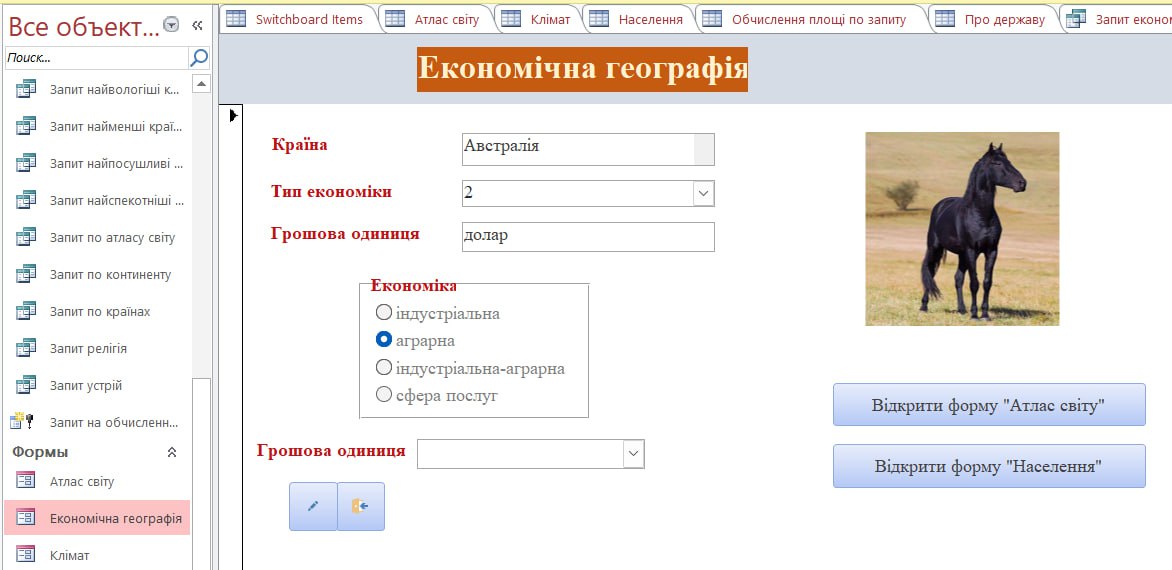 Все объект...
Поиск...
Запит найвологіші к...
Запит найменші краї...
Запит найпосушливі ...
Запит найспекотніші ...
Запит по атласу світу
Запит по континенту
Запит по країнах
Запит релігія
Запит устрій
Запит на обчисленн...
Формы
Атлас світу
Економічна географія
Клімат
Switchboard Items
Атлас світу
Клімат
Населення
Обчислення площі по запиту
Про державу
Запит еконо
Економічна географія
Країна
Австралія
Тип економіки
2
Грошова одиниця
долар
Економіка
індустріальна
аграрна
індустріальна-аграрна
сфера послуг
Грошова одиниця
Відкрити форму "Атлас світу"
Відкрити форму "Населення"